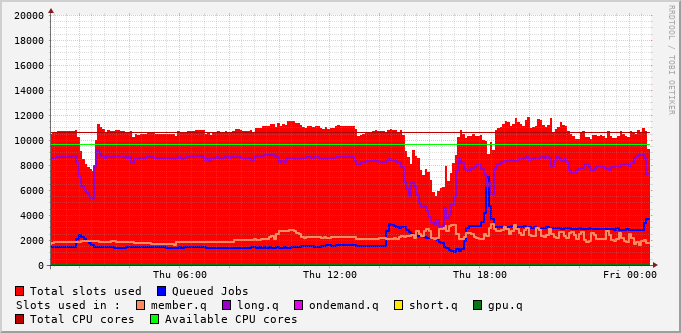 RRDTOOL / TOBI OETIKER
20000
18000
16000
14000
12000
10000
8000
6000
4000
2000
0
Thu 06:00 Thu 12:00 Thu 18:00 Fri 00:00
Total slots used Queued Jobs
Slots used in : member.q long.q ondemand.q short.q gpu.q
Total CPU cores Available CPU cores